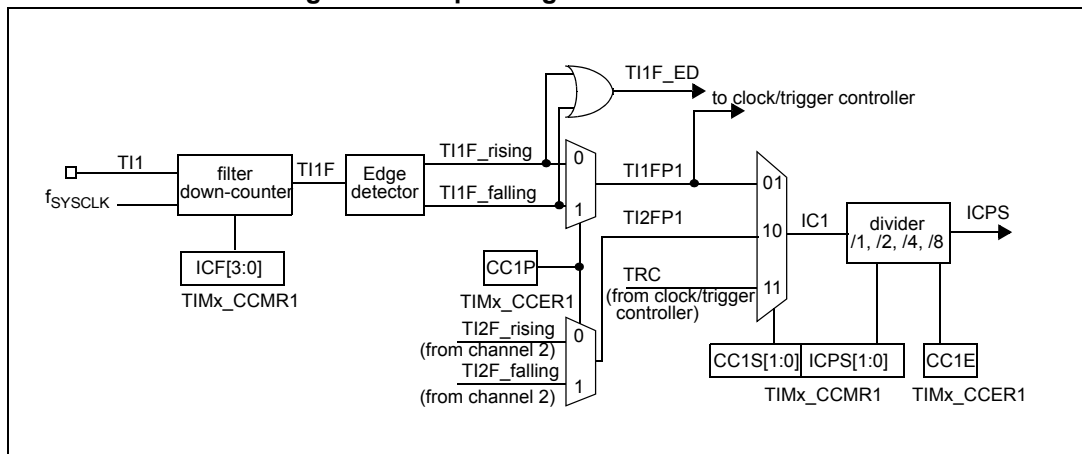 TI1F_ED
to clock/trigger controller
TI1
f_SYSCLK
filter
down-counter
TI1F
Edge
detector
TI1F_rising
TI1F_falling
0
1
TI1FP1
TI2FP1
01
10
11
IC1
divider
/1, /2, /4, /8
ICPS
ICF[3:0]
TIMx_CCMR1
CC1P
TIMx_CCER1
TRC
(from clock/trigger
controller)
TI2F_rising
(from channel 2)
TI2F_falling
(from channel 2)
0
1
CC1S[1:0]
ICPS[1:0]
TIMx_CCMR1
CC1E
TIMx_CCER1